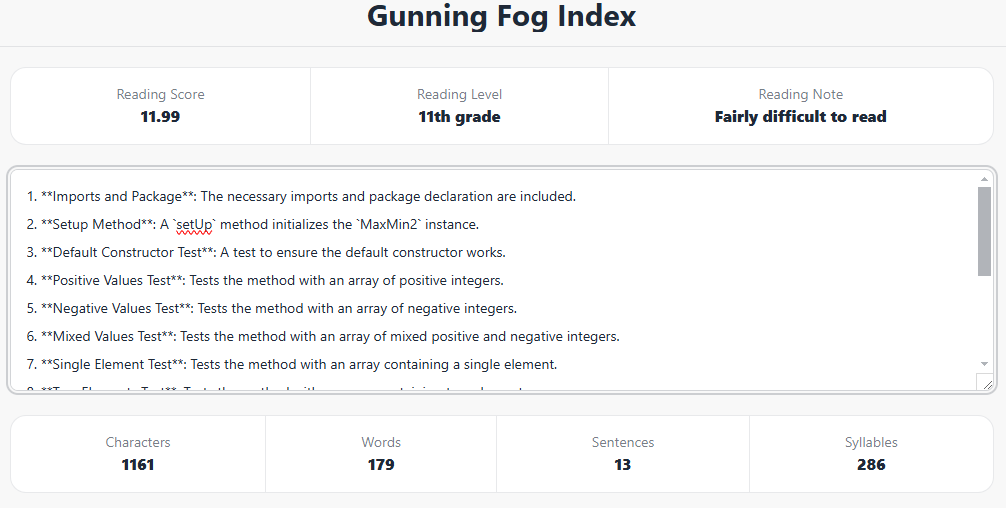 Gunning Fog Index
Reading Score
11.99
Reading Level
11th grade
Reading Note
Fairly difficult to read
1. **Imports and Package**: The necessary imports and package declaration are included.
2. **Setup Method**: A `setUp` method initializes the `MaxMin2` instance.
3. **Default Constructor Test**: A test to ensure the default constructor works.
4. **Positive Values Test**: Tests the method with an array of positive integers.
5. **Negative Values Test**: Tests the method with an array of negative integers.
6. **Mixed Values Test**: Tests the method with an array of mixed positive and negative integers.
7. **Single Element Test**: Tests the method with an array containing a single element.
Characters
1161
Words
179
Sentences
13
Syllables
286